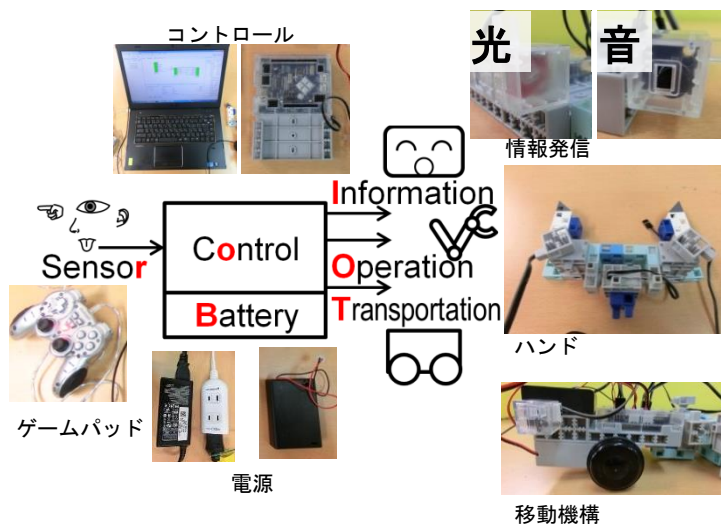 コントロール
光
音
情報発信
Information
Control
Sensor
Operation
Battery
Transportation
ハンド
ゲームパッド
電源
移動機構